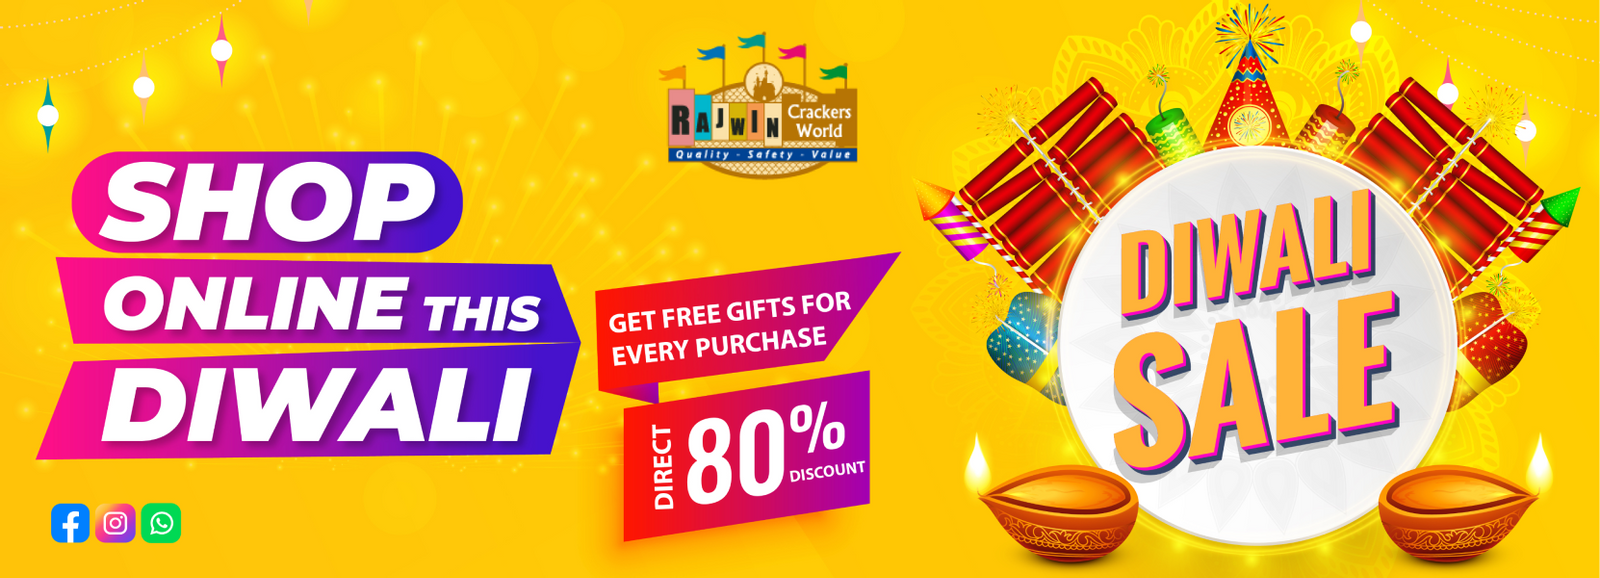 RAJWIN
Crackers
World
Quality - Safety - Value
SHOP
ONLINE THIS
DIWALI
GET FREE GIFTS FOR
EVERY PURCHASE
DIRECT
80%
DISCOUNT
DIWALI
SALE